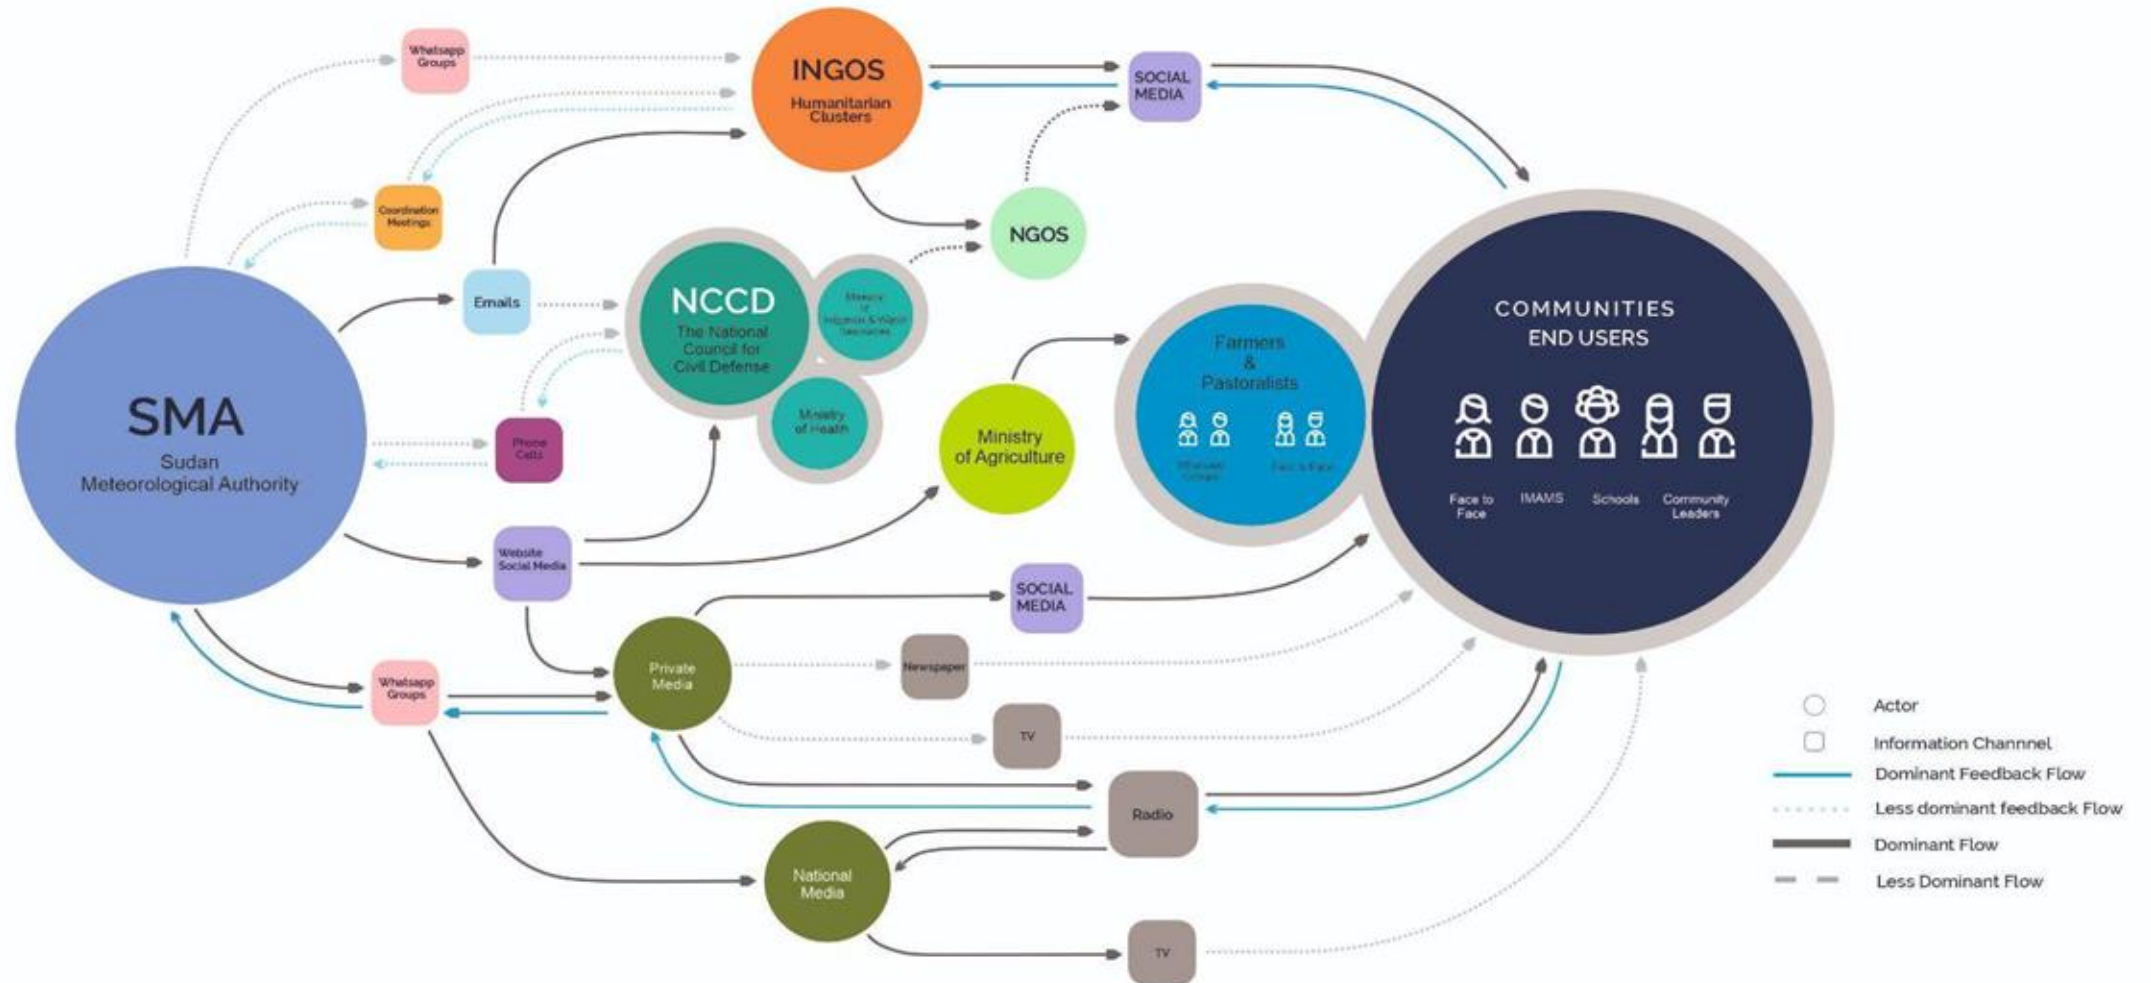 Whatsapp
Groups
INGOS
Humanitarian
Clusters
SOCIAL
MEDIA
Coordination
Meetings
NGOS
Emails
NCCD
The National
Council for
Civil Defense
Ministry
of Health
SMA
Sudan
Meteorological Authority
Phone
Calls
Ministry
of Agriculture
Farmers
&
Pastoralists
Face to Face
COMMUNITIES
END USERS
Face to
Face
IMAMS
Schools
Community
Leaders
Website
Social Media
SOCIAL
MEDIA
Private
Media
Newspaper
Whatsapp
Groups
TV
Radio
National
Media
TV
Actor
Information Channnel
Dominant Feedback Flow
Less dominant feedback Flow
Dominant Flow
Less Dominant Flow